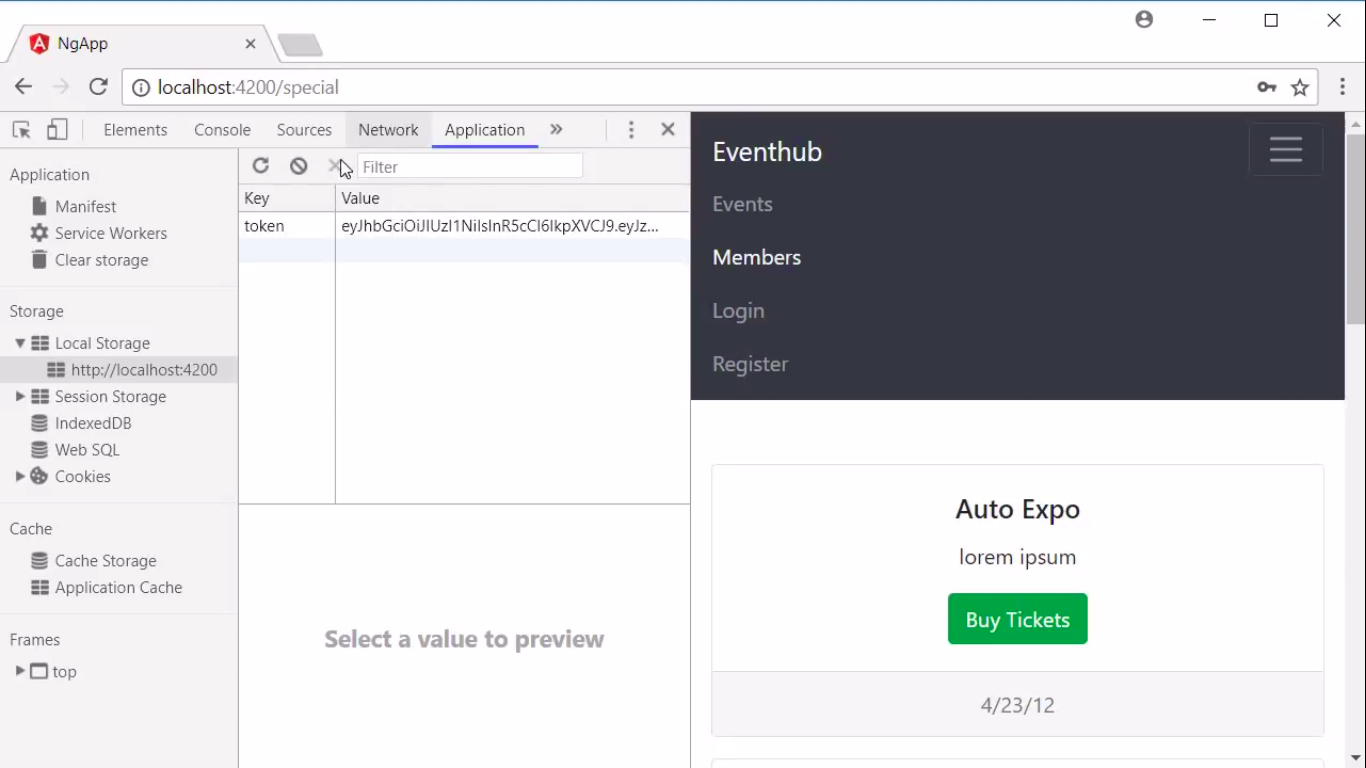 NgApp
localhost:4200/special
Elements Console Sources Network Application
Filter
Application
Manifest
Service Workers
Clear storage
Storage
Local Storage
http://localhost:4200
Session Storage
IndexedDB
Web SQL
Cookies
Cache
Cache Storage
Application Cache
Frames
top
Key Value
token eyJhbGciOiJIUzI1NiIsInR5cCI6IkpXVCJ9.eyJz...
Select a value to preview
Eventhub
Events
Members
Login
Register
Auto Expo
lorem ipsum
Buy Tickets
4/23/12